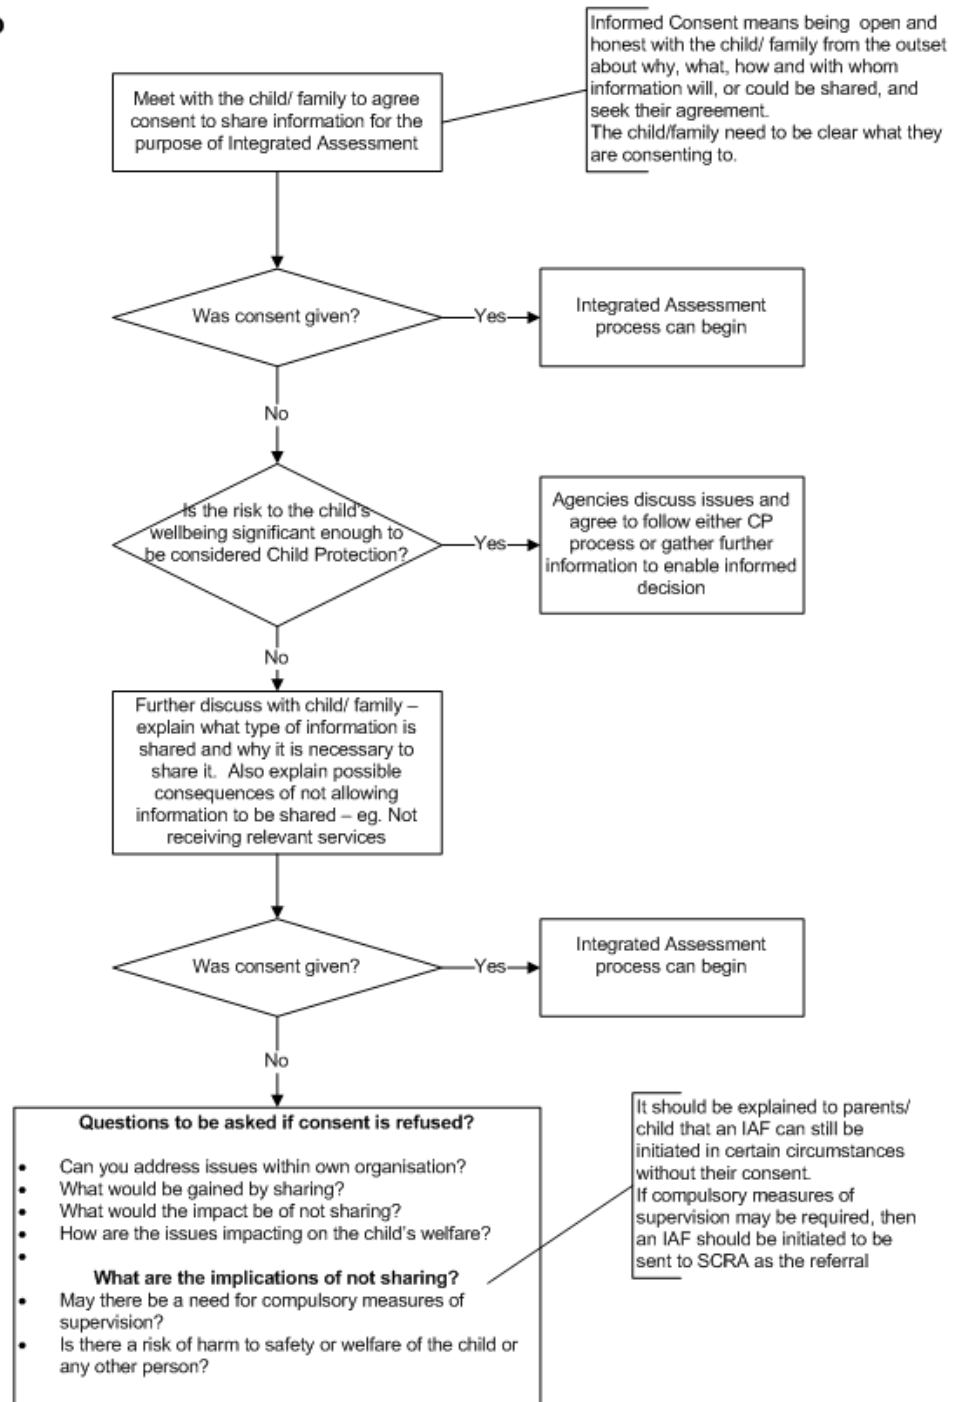 Informed Consent means being open and
honest with the child/ family from the outset
about why, what, how and with whom
information will, or could be shared, and
seek their agreement.
The child/family need to be clear what they
are consenting to.
Meet with the child/ family to agree
consent to share information for the
purpose of Integrated Assessment
Was consent given?
Yes
Integrated Assessment
process can begin
No
Is the risk to the child's
wellbeing significant enough to
be considered Child Protection?
Yes
Agencies discuss issues and
agree to follow either CP
process or gather further
information to enable informed
decision
No
Further discuss with child/ family –
explain what type of information is
shared and why it is necessary to
share it. Also explain possible
consequences of not allowing
information to be shared – eg. Not
receiving relevant services
Was consent given?
Yes
Integrated Assessment
process can begin
No
Questions to be asked if consent is refused?
• Can you address issues within own organisation?
• What would be gained by sharing?
• What would the impact be of not sharing?
• How are the issues impacting on the child's welfare?
•
What are the implications of not sharing?
• May there be a need for compulsory measures of
supervision?
• Is there a risk of harm to safety or welfare of the child or
any other person?
It should be explained to parents/
child that an IAF can still be
initiated in certain circumstances
without their consent.
If compulsory measures of
supervision may be required, then
an IAF should be initiated to be
sent to SCRA as the referral